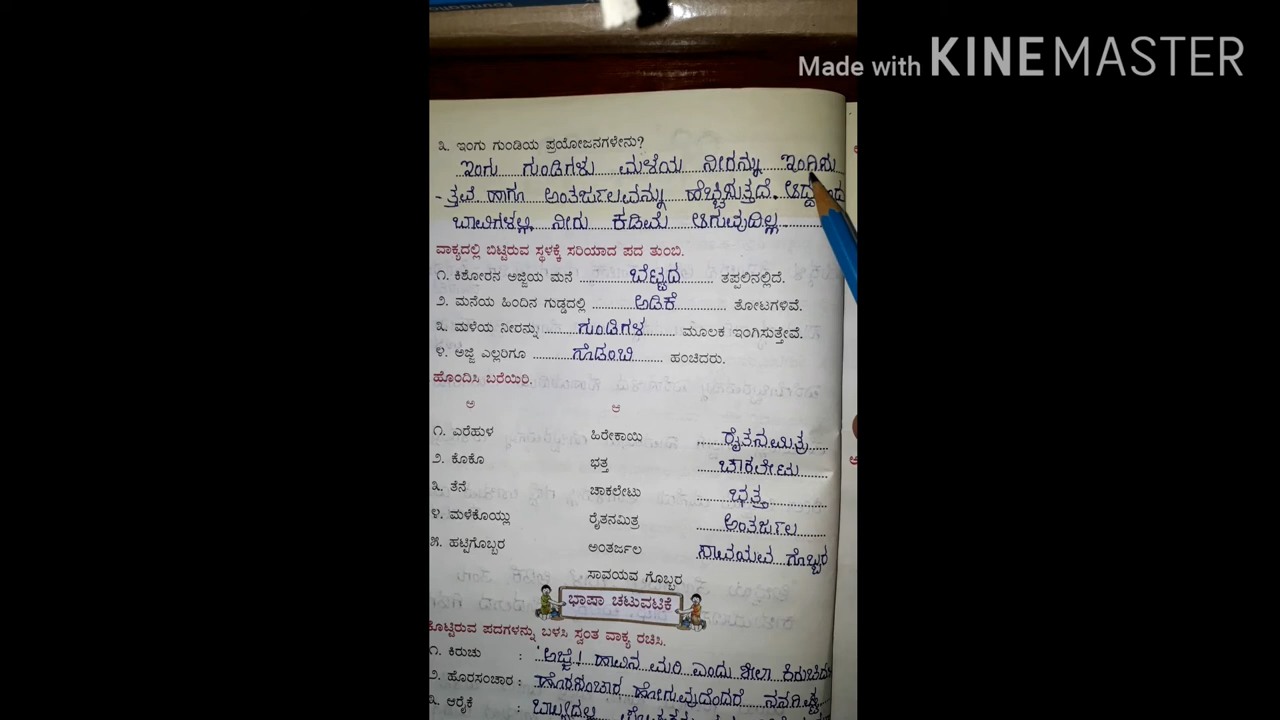 Made with KINEMASTER
೩. ಇಂಗು ಗುಂಡಿಯ ಪ್ರಯೋಜನಗಳೇನು?
ಇಂಗು ಗುಂಡಿಗಳು ಮಳೆಯ ನೀರನ್ನು ಇಂಗಿಸು
- ತ್ತವೆ ಹಾಗೂ ಅಂತರ್ಜಲವನ್ನು ಹೆಚ್ಚಿಸುತ್ತದೆ.
ಬಾವಿಗಳಲ್ಲಿ ನೀರು ಕಡಿಮೆ ಆಗುವುದಿಲ್ಲ
ವಾಕ್ಯದಲ್ಲಿ ಬಿಟ್ಟಿರುವ ಸ್ಥಳಕ್ಕೆ ಸರಿಯಾದ ಪದ ತುಂಬಿ.
೧. ಕಿಶೋರನ ಅಜ್ಜಿಯ ಮನೆ ಬೆಟ್ಟದ ತಪ್ಪಲಿನಲ್ಲಿದೆ.
೨. ಮನೆಯ ಹಿಂದಿನ ಗುಡ್ಡದಲ್ಲಿ ಅಡಿಕೆ ತೋಟಗಳಿವೆ.
೩. ಮಳೆಯ ನೀರನ್ನು ಗುಂಡಿಗಳ ಮೂಲಕ ಇಂಗಿಸುತ್ತೇವೆ.
೪. ಅಜ್ಜಿ ಎಲ್ಲರಿಗೂ ಗೊಡಂಬಿ ಹಂಚಿದರು.
ಹೊಂದಿಸಿ ಬರೆಯಿರಿ.
ಅ ಆ
೧. ಎರೆಹುಳ ಹಿರೇಕಾಯಿ ರೈತನಮಿತ್ರ
೨. ಕೊಕೊ ಭತ್ತ
೩. ತೆನೆ ಚಾಕಲೇಟು ಭತ್ತ
೪. ಮಳೆಕೊಯ್ಲು ರೈತನಮಿತ್ರ ಅಂತರ್ಜಲ
೫. ಹಟ್ಟಿಗೊಬ್ಬರ ಅಂತರ್ಜಲ ಸಾವಯವ ಗೊಬ್ಬರ
ಸಾವಯವ ಗೊಬ್ಬರ
ಭಾಷಾ ಚಟುವಟಿಕೆ
ಕೊಟ್ಟಿರುವ ಪದಗಳನ್ನು ಬಳಸಿ ಸ್ವಂತ ವಾಕ್ಯ ರಚಿಸಿ.
೧. ಕಿರುಚು : ಹಾವಿನ ಮರಿ ಎಂದು ಶೀಲಾ
೨. ಹೊರಸಂಚಾರ : ಹೊರಸಂಚಾರ ಹೋಗುವುದೆಂದರೆ
೩. ಆರೈಕೆ :